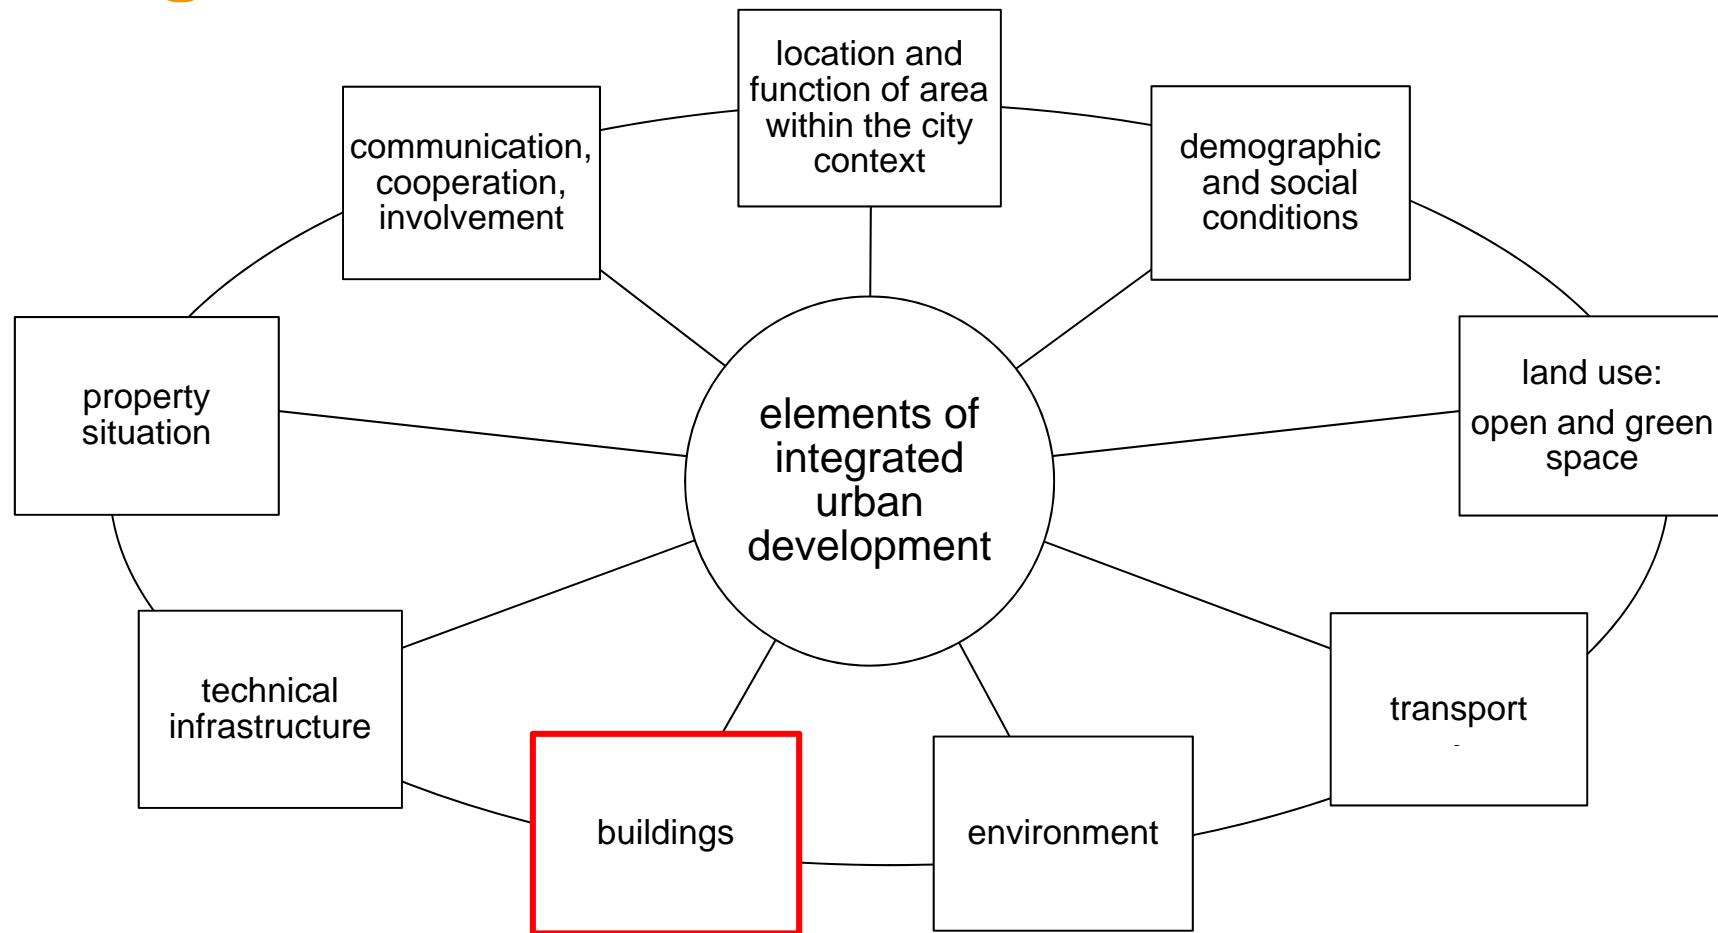 location and
function of area
within the city
context
communication,
cooperation,
involvement
demographic
and social
conditions
property
situation
land use:
open and green
space
elements of
integrated
urban
development
technical
infrastructure
transport
buildings
environment